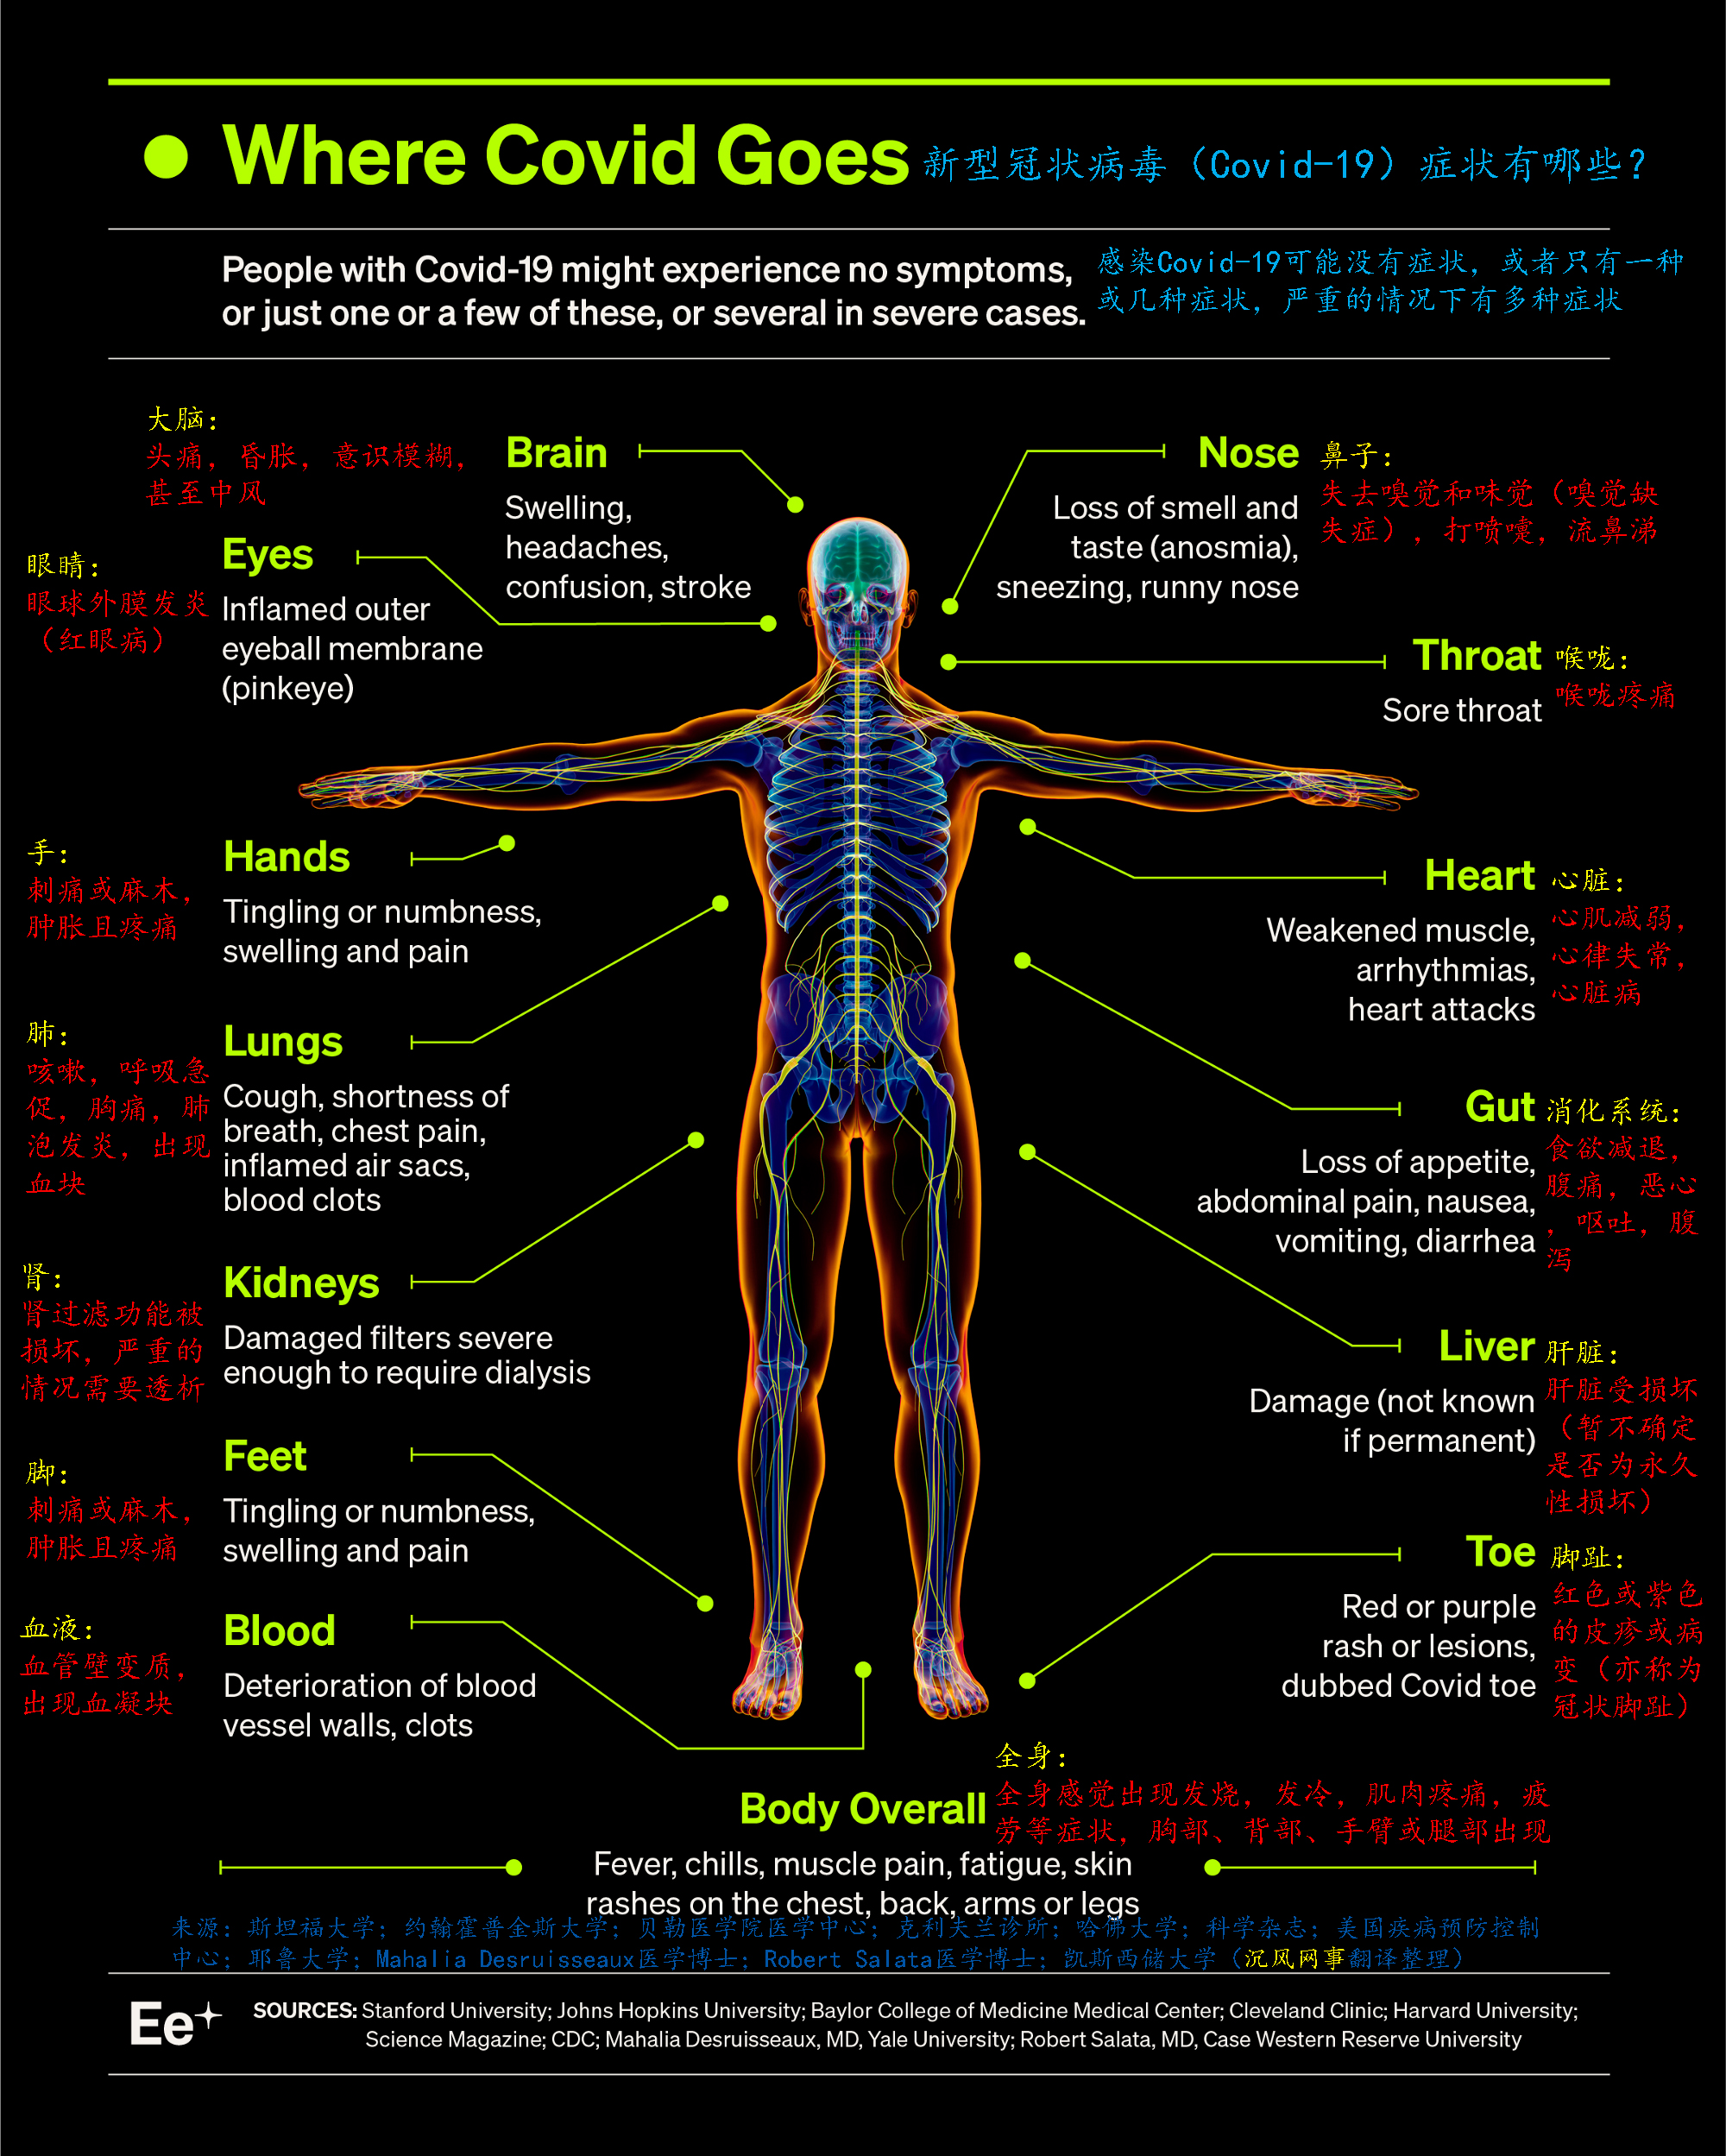 Where Covid Goes 新型冠状病毒（Covid-19）症状有哪些？
People with Covid-19 might experience no symptoms,
or just one or a few of these, or several in severe cases.
感染Covid-19可能没有症状，或者只有一种
或几种症状，严重的情况下有多种症状
大脑：
头痛，昏胀，意识模糊，
甚至中风
Brain
Swelling,
headaches,
confusion, stroke
Nose
Loss of smell and
taste (anosmia),
sneezing, runny nose
鼻子：
失去嗅觉和味觉（嗅觉缺
失症），打喷嚏，流鼻涕
眼睛：
眼球外膜发炎
（红眼病）
Eyes
Inflamed outer
eyeball membrane
(pinkeye)
Throat
Sore throat
喉咙：
喉咙疼痛
手：
刺痛或麻木，
肿胀且疼痛
Hands
Tingling or numbness,
swelling and pain
Heart
Weakened muscle,
arrhythmias,
heart attacks
心脏：
心肌减弱，
心律失常，
心脏病
肺：
咳嗽，呼吸急
促，胸痛，肺
泡发炎，出现
血块
Lungs
Cough, shortness of
breath, chest pain,
inflamed air sacs,
blood clots
Gut
Loss of appetite,
abdominal pain, nausea,
vomiting, diarrhea
消化系统：
食欲减退，
腹痛，恶心
，呕吐，腹
泻
肾：
肾过滤功能被
损坏，严重的
情况需要透析
Kidneys
Damaged filters severe
enough to require dialysis
Liver
Damage (not known
if permanent)
肝脏：
肝脏受损坏
（暂不确定
是否为永久
性损坏）
脚：
刺痛或麻木，
肿胀且疼痛
Feet
Tingling or numbness,
swelling and pain
Toe
Red or purple
rash or lesions,
dubbed Covid toe
脚趾：
红色或紫色
的皮疹或病
变（亦称为
冠状脚趾）
血液：
血管壁变质，
出现血凝块
Blood
Deterioration of blood
vessel walls, clots
Body Overall
Fever, chills, muscle pain, fatigue, skin
rashes on the chest, back, arms or legs
全身：
全身感觉出现发烧，发冷，肌肉疼痛，疲
劳等症状，胸部、背部、手臂或腿部出现
来源：斯坦福大学；约翰霍普金斯大学；贝勒医学院医学中心；克利夫兰诊所；哈佛大学；科学杂志；美国疾病预防控制
中心；耶鲁大学；Mahalia Desruisseaux医学博士；Robert Salata医学博士；凯斯西储大学（沉风网事翻译整理）
Ee
SOURCES: Stanford University; Johns Hopkins University; Baylor College of Medicine Medical Center; Cleveland Clinic; Harvard University;
Science Magazine; CDC; Mahalia Desruisseaux, MD, Yale University; Robert Salata, MD, Case Western Reserve University